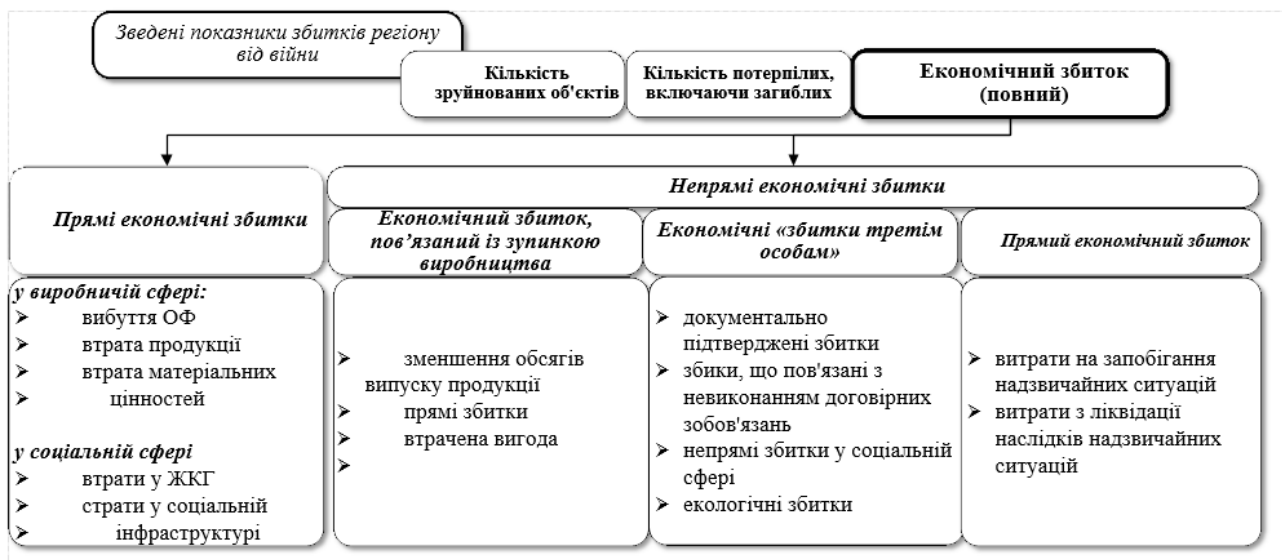 Зведені показники збитків регіону
від війни
Кількість
зруйнованих об'єктів
Кількість потерпілих,
включаючи загиблих
Економічний збиток
(повний)
Прямі економічні збитки
Непрямі економічні збитки
Економічний збиток,
пов’язаний із зупинкою
виробництва
Економічні «збитки третім
особам»
Прямий економічний збиток
у виробничій сфері:
➤ вибуття ОФ
➤ втрата продукції
➤ втрата матеріальних
➤ цінностей
у соціальній сфері
➤ втрати у ЖКГ
➤ страти у соціальній
➤ інфраструктурі
➤ зменшення обсягів
випуску продукції
➤ прямі збитки
➤ втрачена вигода
➤
➤ документально
підтверджені збитки
➤ збики, що пов'язані з
невиконанням договірних
зобов'язань
➤ непрямі збитки у соціальній
сфері
➤ екологічні збитки
➤ витрати на запобігання
надзвичайних ситуацій
➤ витрати з ліквідації
наслідків надзвичайних
ситуацій